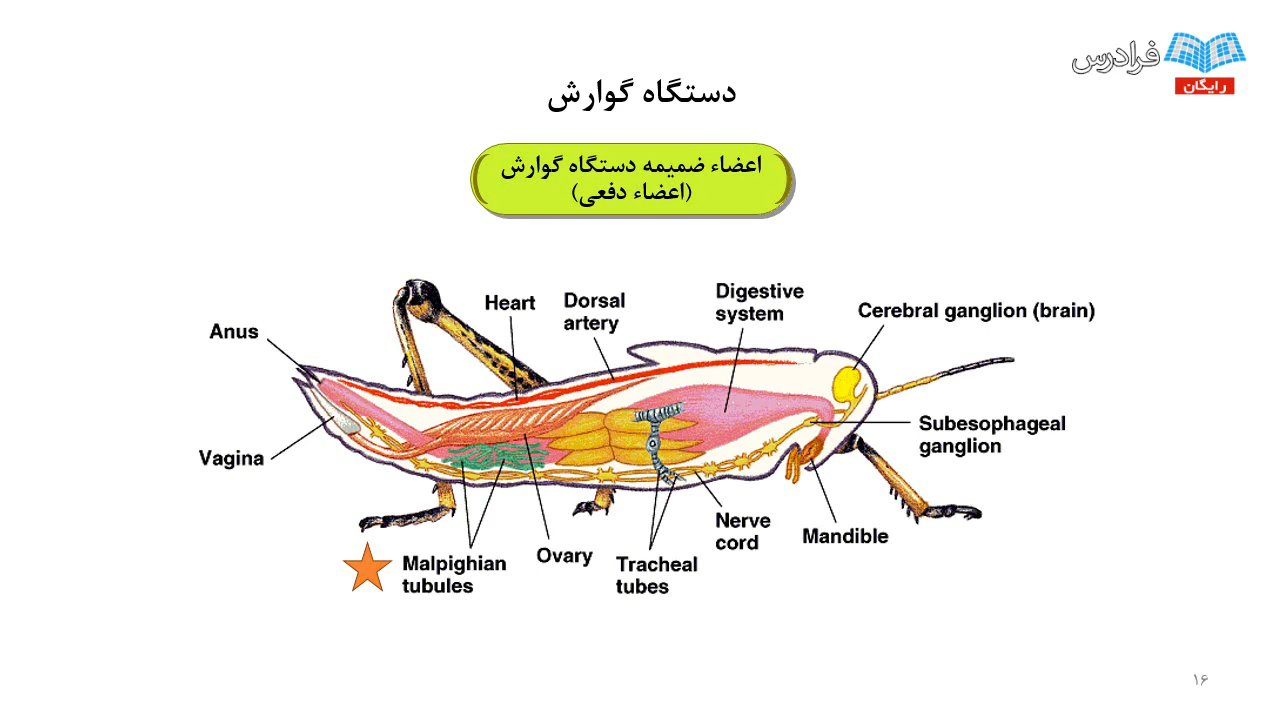 فرادرس
رایگان
دستگاه گوارش
اعضاء ضمیمه دستگاه گوارش
(اعضاء دفعی)
Anus
Heart
Dorsal
artery
Digestive
system
Cerebral ganglion (brain)
Vagina
Subesophageal
ganglion
Malpighian
tubules
Ovary
Tracheal
tubes
Nerve
cord
Mandible
۱۶